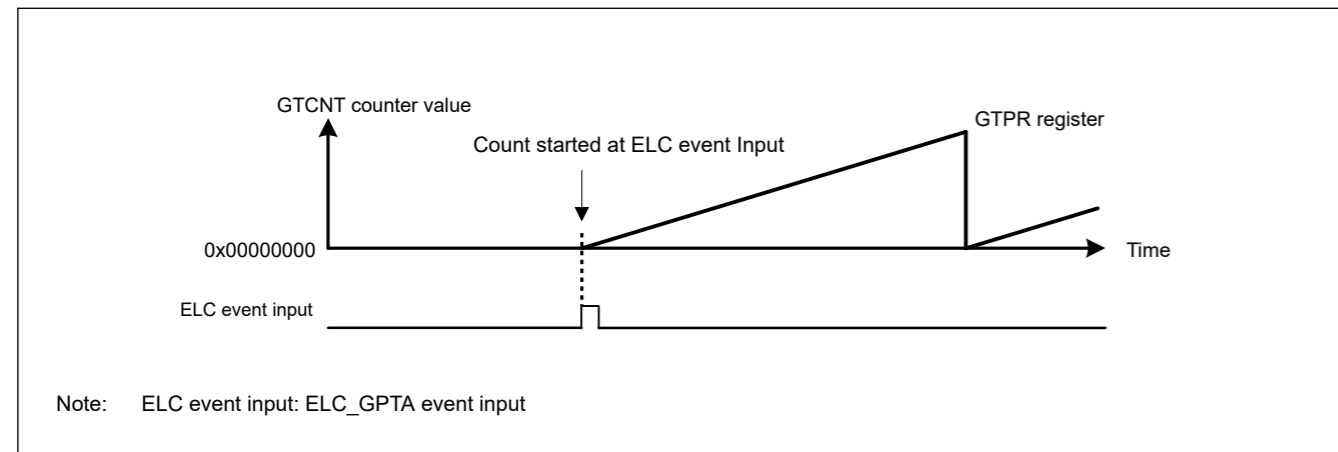 GTCNT counter value
GTPR register
Count started at ELC event Input
0x00000000
Time
ELC event input
Note: ELC event input: ELC_GPTA event input